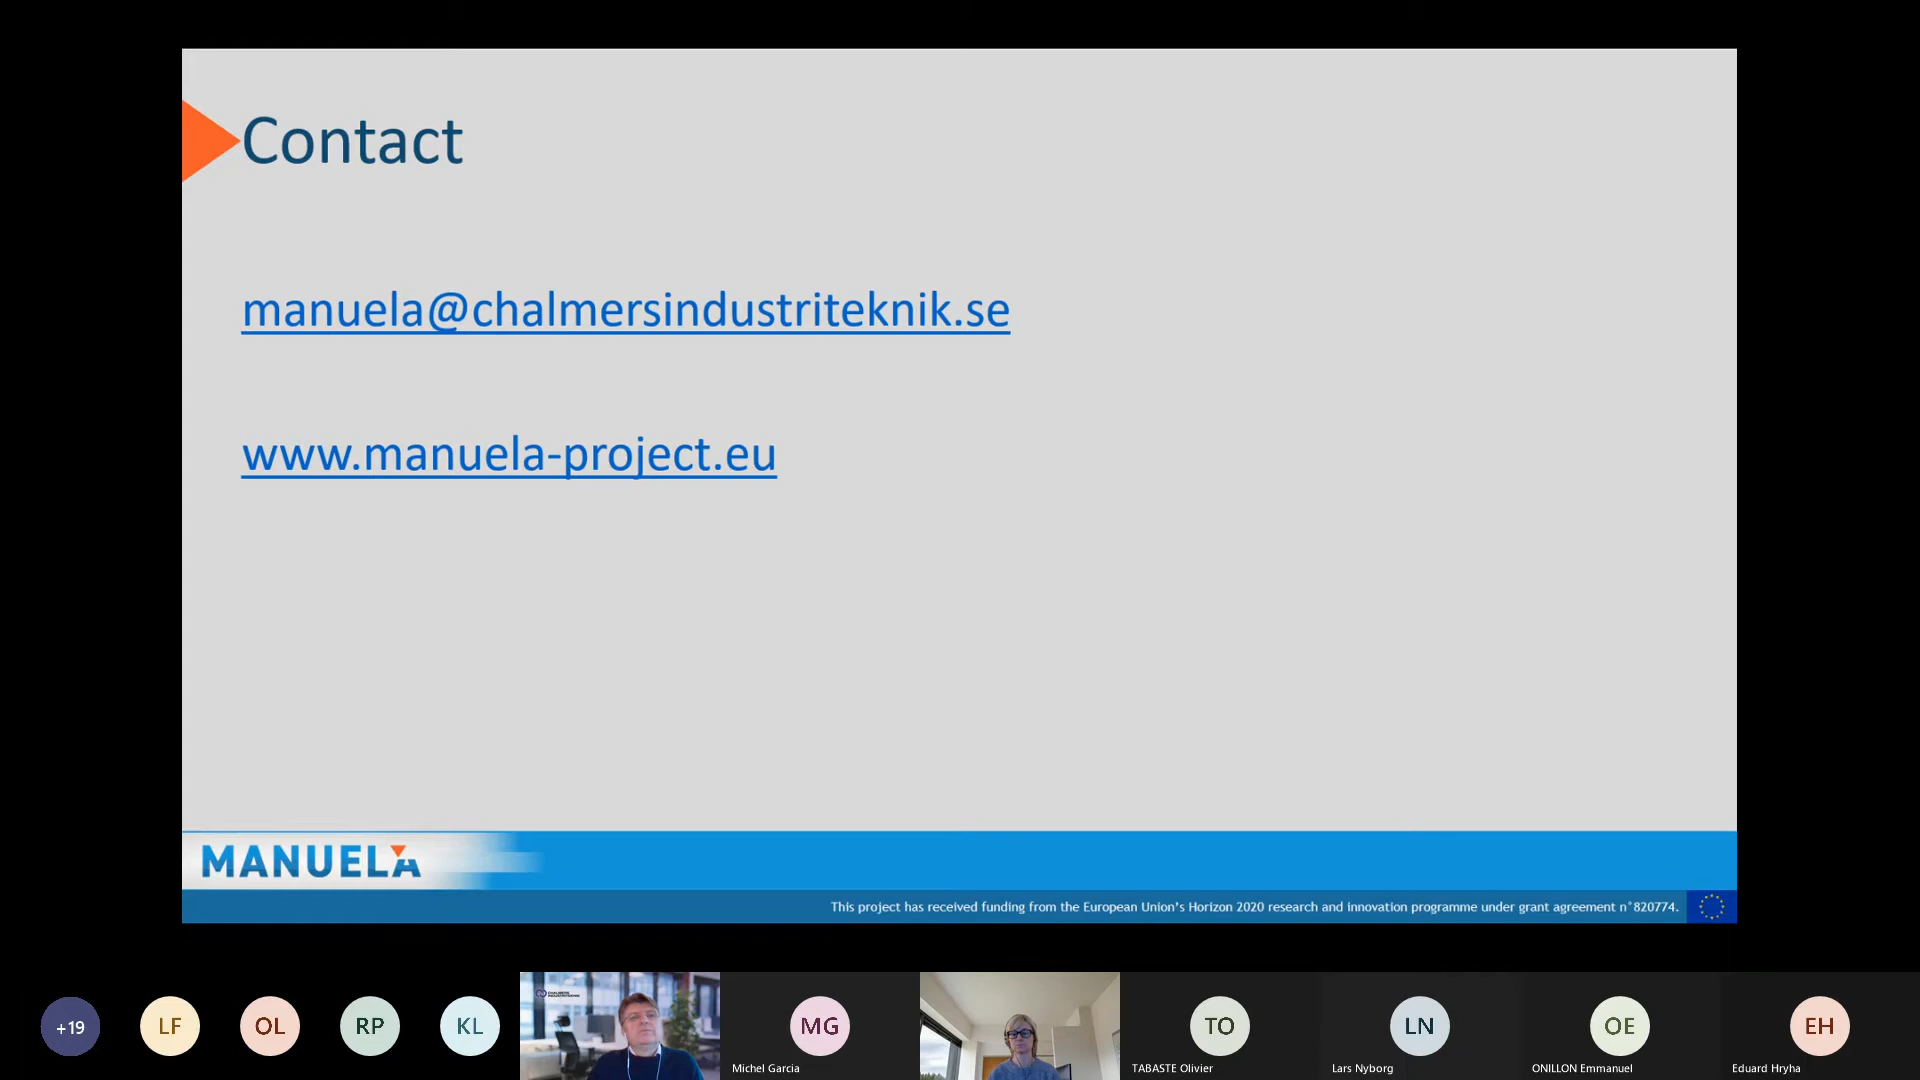 Contact
manuela@chalmersindustriteknik.se
www.manuela-project.eu
MANUELA
This project has received funding from the European Union's Horizon 2020 research and innovation programme under grant agreement n°820774.
+19
LF
OL
RP
KL
CHALMERS
INDUSTRITEKNIK
MG
Michel Garcia
TO
TABASTE Olivier
LN
Lars Nyborg
OE
ONILLON Emmanuel
EH
Eduard Hryha